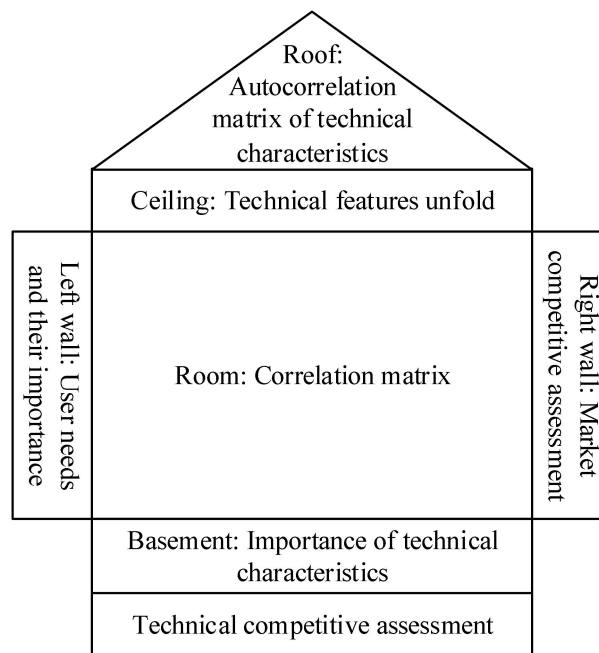 Roof:
Autocorrelation
matrix of technical
characteristics
Ceiling: Technical features unfold
Left wall: User needs
and their importance
Room: Correlation matrix
Right wall: Market
competitive assessment
Basement: Importance of technical
characteristics
Technical competitive assessment